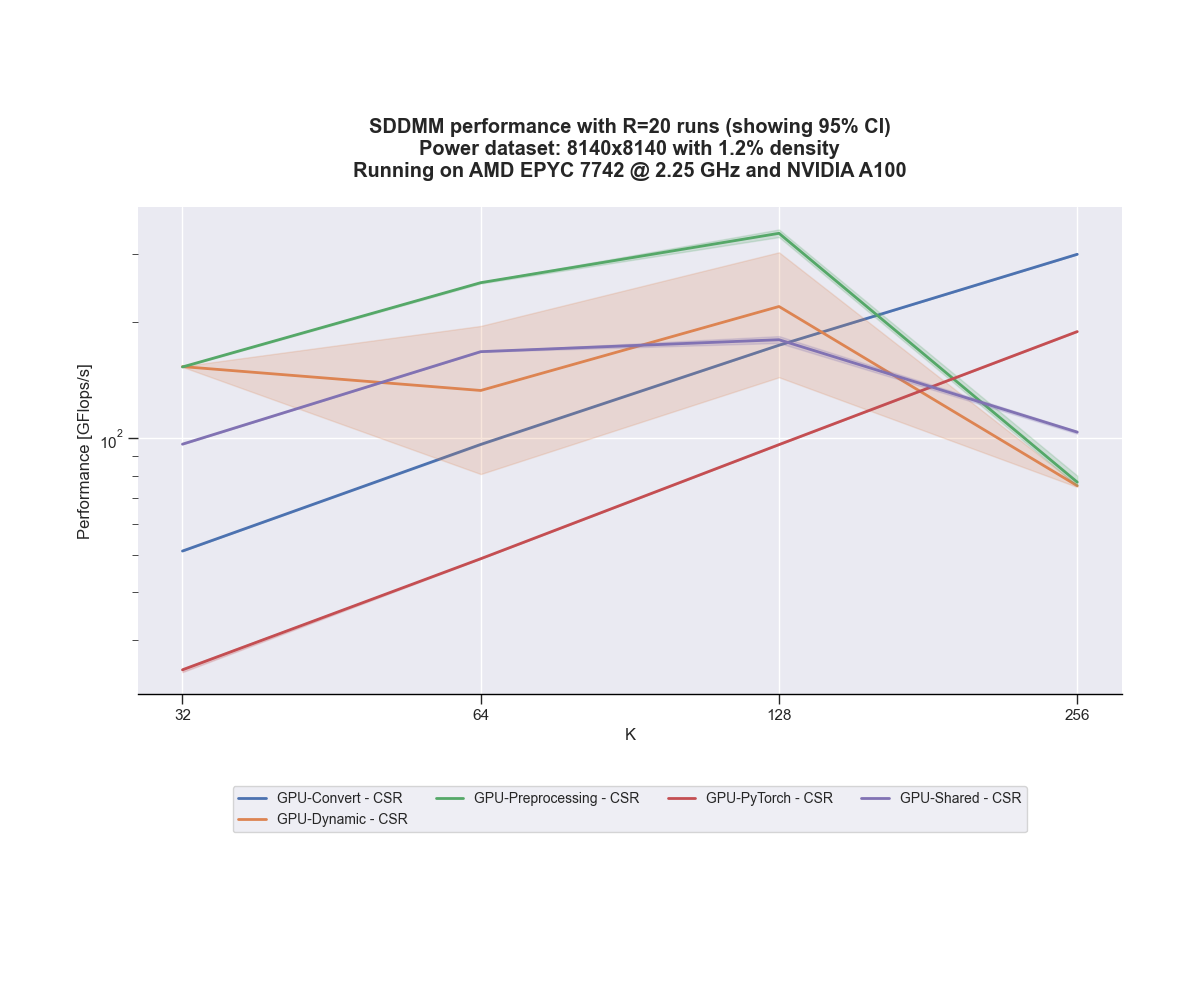 SDDMM performance with R=20 runs (showing 95% CI)
Power dataset: 8140x8140 with 1.2% density
Running on AMD EPYC 7742 @ 2.25 GHz and NVIDIA A100
Performance [GFlops/s]
10²
32 64 128 256
K
GPU-Convert - CSR GPU-Preprocessing - CSR GPU-PyTorch - CSR GPU-Shared - CSR
GPU-Dynamic - CSR